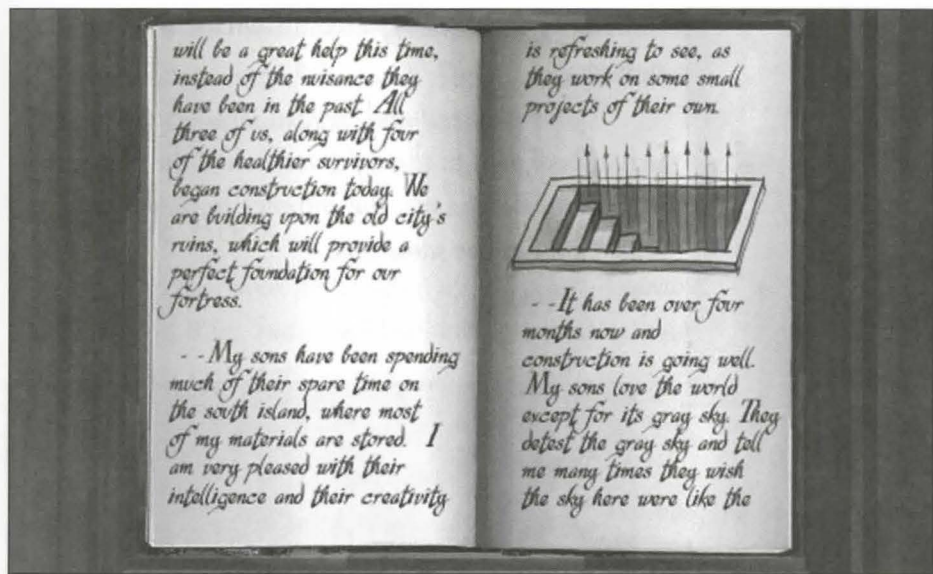 will be a great help this time,
instead of the nuisance they
have been in the past. All
three of us, along with four
of the healthier survivors,
began construction today. We
are building upon the old city's
ruins, which will provide a
perfect foundation for our
fortress.
- - My sons have been spending
much of their spare time on
the south island, where most
of my materials are stored. I
am very pleased with their
intelligence and their creativity
is refreshing to see, as
they work on some small
projects of their own.
- - It has been over four
months now and
construction is going well.
My sons love the world
except for its gray sky. They
detest the gray sky and tell
me many times they wish
the sky here were like the